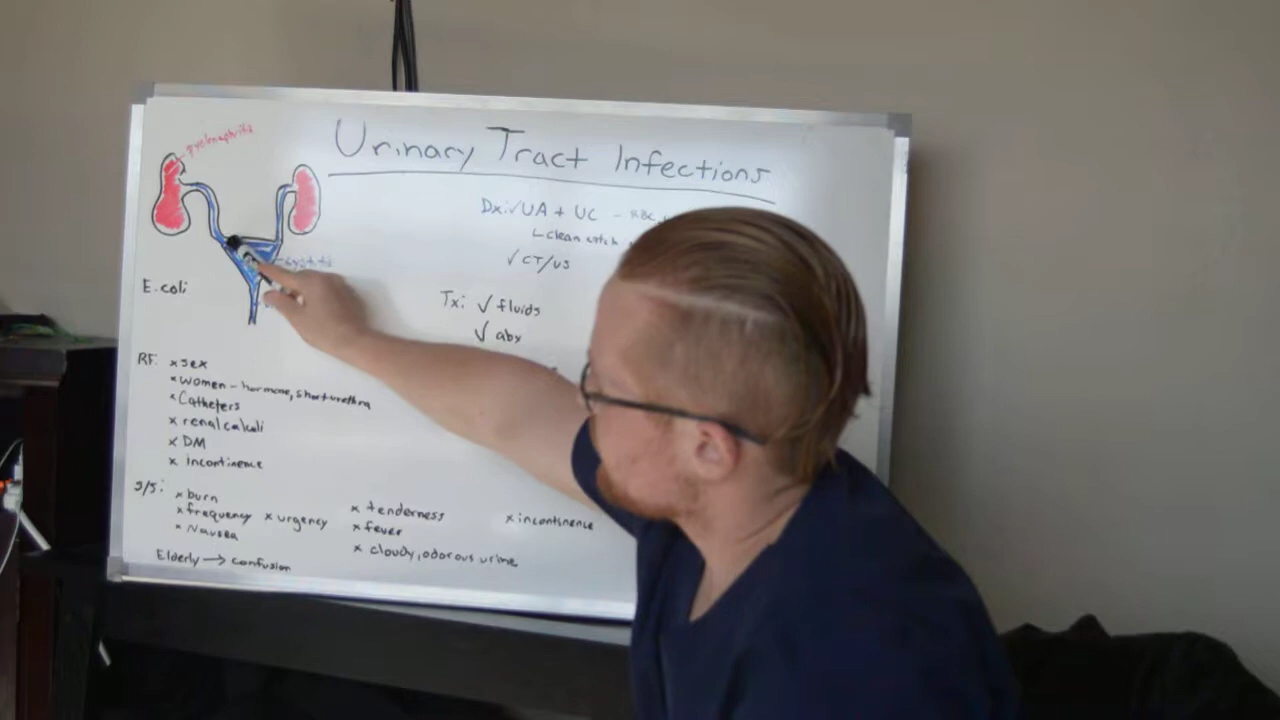 Urinary Tract Infections
Pyelonephritis
Dx: ✓UA + UC - RBC,
clean catch
✓ CT/US
Cystitis
E.coli
Tx: ✓ fluids
✓ abx
RF: x sex
x women - hormone, short urethra
x Catheters
x renal calculi
x DM
x incontinence
S/S: x burn
x frequency x urgency
x Nausea
x tenderness
x fever
x cloudy, odorous urine
x incontinence
Elderly → confusion